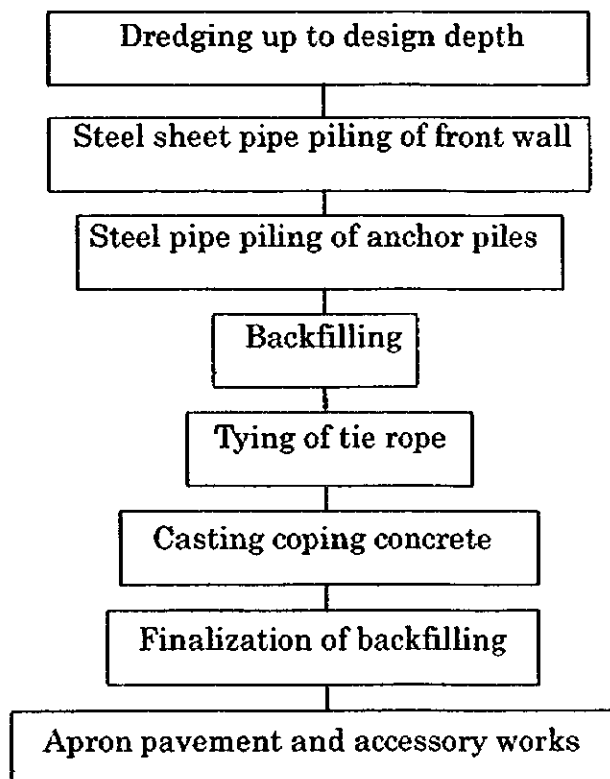 Dredging up to design depth
Steel sheet pipe piling of front wall
Steel pipe piling of anchor piles
Backfilling
Tying of tie rope
Casting coping concrete
Finalization of backfilling
Apron pavement and accessory works